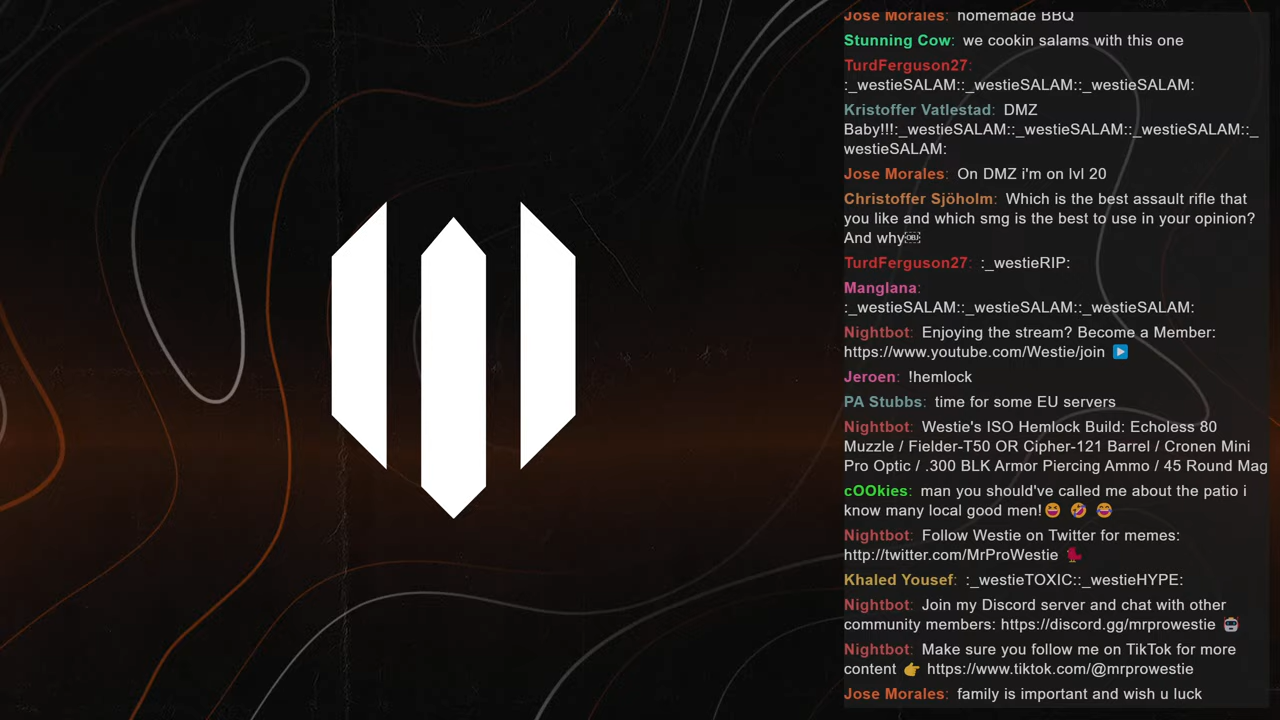 Jose Morales: homemade BBQ
Stunning Cow: we cookin salams with this one
TurdFerguson27:
:_westieSALAM::_westieSALAM::_westieSALAM:
Kristoffer Vatlestad: DMZ
Baby!!!:_westieSALAM::_westieSALAM::_westieSALAM::_
westieSALAM:
Jose Morales: On DMZ i'm on lvl 20
Christoffer Sjöholm: Which is the best assault rifle that
you like and which smg is the best to use in your opinion?
And why
TurdFerguson27: :_westieRIP:
Manglana:
:_westieSALAM::_westieSALAM::_westieSALAM:
Nightbot: Enjoying the stream? Become a Member:
https://www.youtube.com/Westie/join ▶️
Jeroen: !hemlock
PA Stubbs: time for some EU servers
Nightbot: Westie's ISO Hemlock Build: Echoless 80
Muzzle / Fielder-T50 OR Cipher-121 Barrel / Cronen Mini
Pro Optic / .300 BLK Armor Piercing Ammo / 45 Round Mag
cOOkies: man you should've called me about the patio i
know many local good men!😆 🤣 😂
Nightbot: Follow Westie on Twitter for memes:
http://twitter.com/MrProWestie 🦜
Khaled Yousef: :_westieTOXIC::_westieHYPE:
Nightbot: Join my Discord server and chat with other
community members: https://discord.gg/mrprowestie 🤖
Nightbot: Make sure you follow me on TikTok for more
content 👉 https://www.tiktok.com/@mrprowestie
Jose Morales: family is important and wish u luck